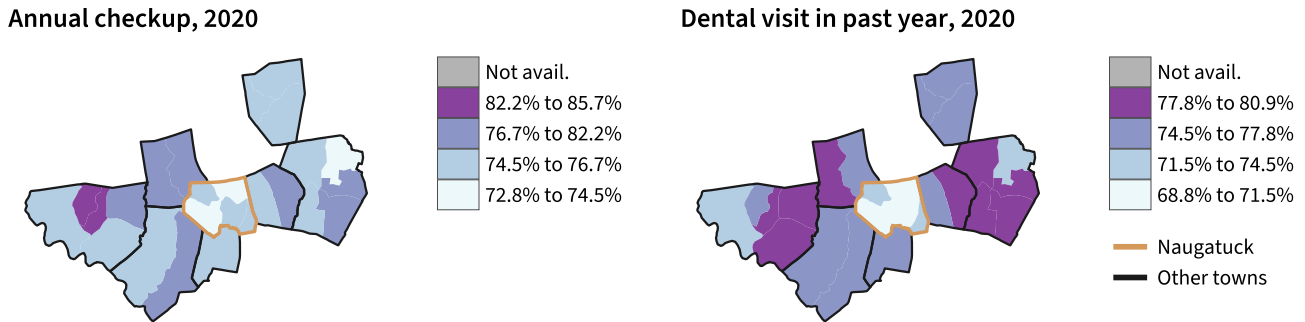 Annual checkup, 2020
Not avail.
82.2% to 85.7%
76.7% to 82.2%
74.5% to 76.7%
72.8% to 74.5%
Dental visit in past year, 2020
Not avail.
77.8% to 80.9%
74.5% to 77.8%
71.5% to 74.5%
68.8% to 71.5%
Naugatuck
Other towns